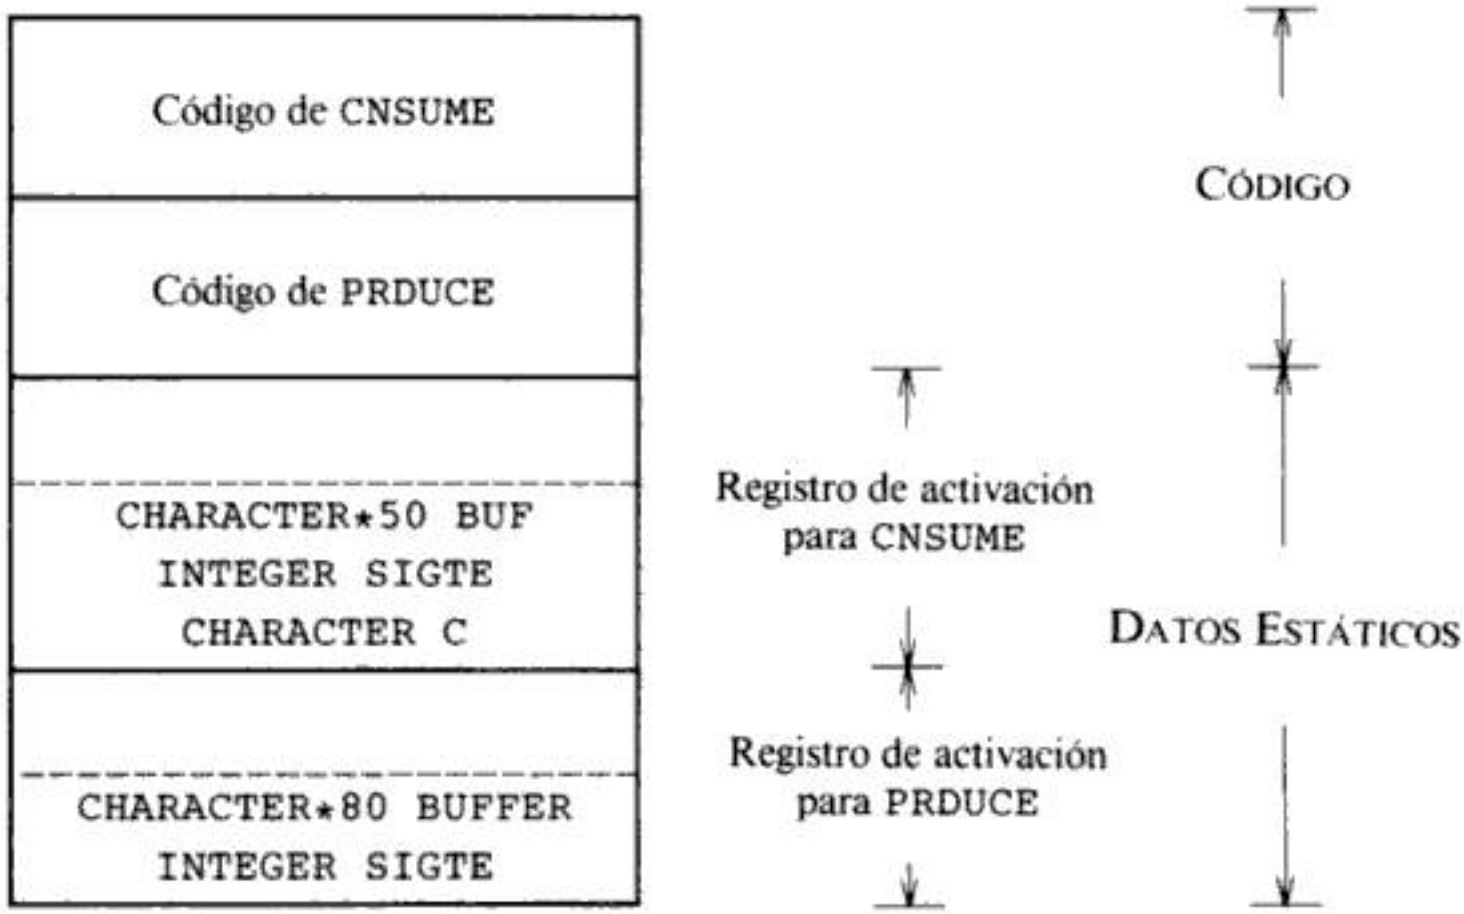 Código de CNSUME
Código de PRDUCE
CHARACTER*50 BUF
INTEGER SIGTE
CHARACTER C
CHARACTER*80 BUFFER
INTEGER SIGTE
Registro de activación
para CNSUME
Registro de activación
para PRDUCE
CÓDIGO
DATOS ESTÁTICOS